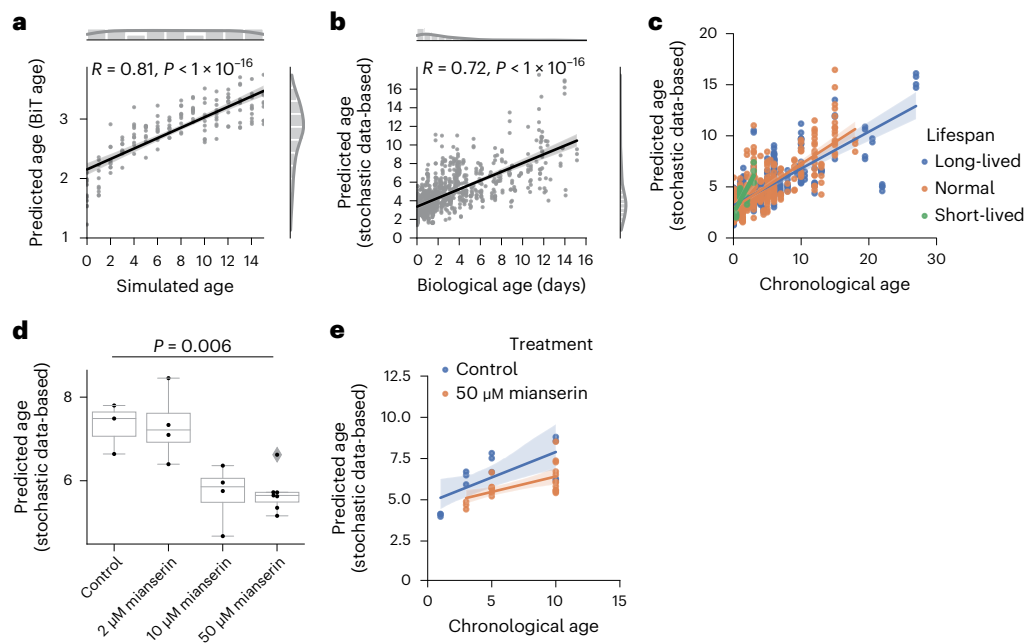 a
R = 0.81, P < 1 × 10⁻¹⁶
Predicted age (BiT age)
3
2
1
0 2 4 6 8 10 12 14
Simulated age
b
R = 0.72, P < 1 × 10⁻¹⁶
Predicted age
(stochastic data-based)
16
14
12
10
8
6
4
2
0
0 2 4 6 8 10 12 14 16
Biological age (days)
c
Predicted age
(stochastic data-based)
20
15
10
5
0
0 10 20 30
Chronological age
Lifespan
Long-lived
Normal
Short-lived
d
P = 0.006
Predicted age
(stochastic data-based)
8
6
Control
2 µM mianserin
10 µM mianserin
50 µM mianserin
e
Treatment
Control
50 µM mianserin
Predicted age
(stochastic data-based)
12.5
10.0
7.5
5.0
2.5
0
0 5 10 15
Chronological age